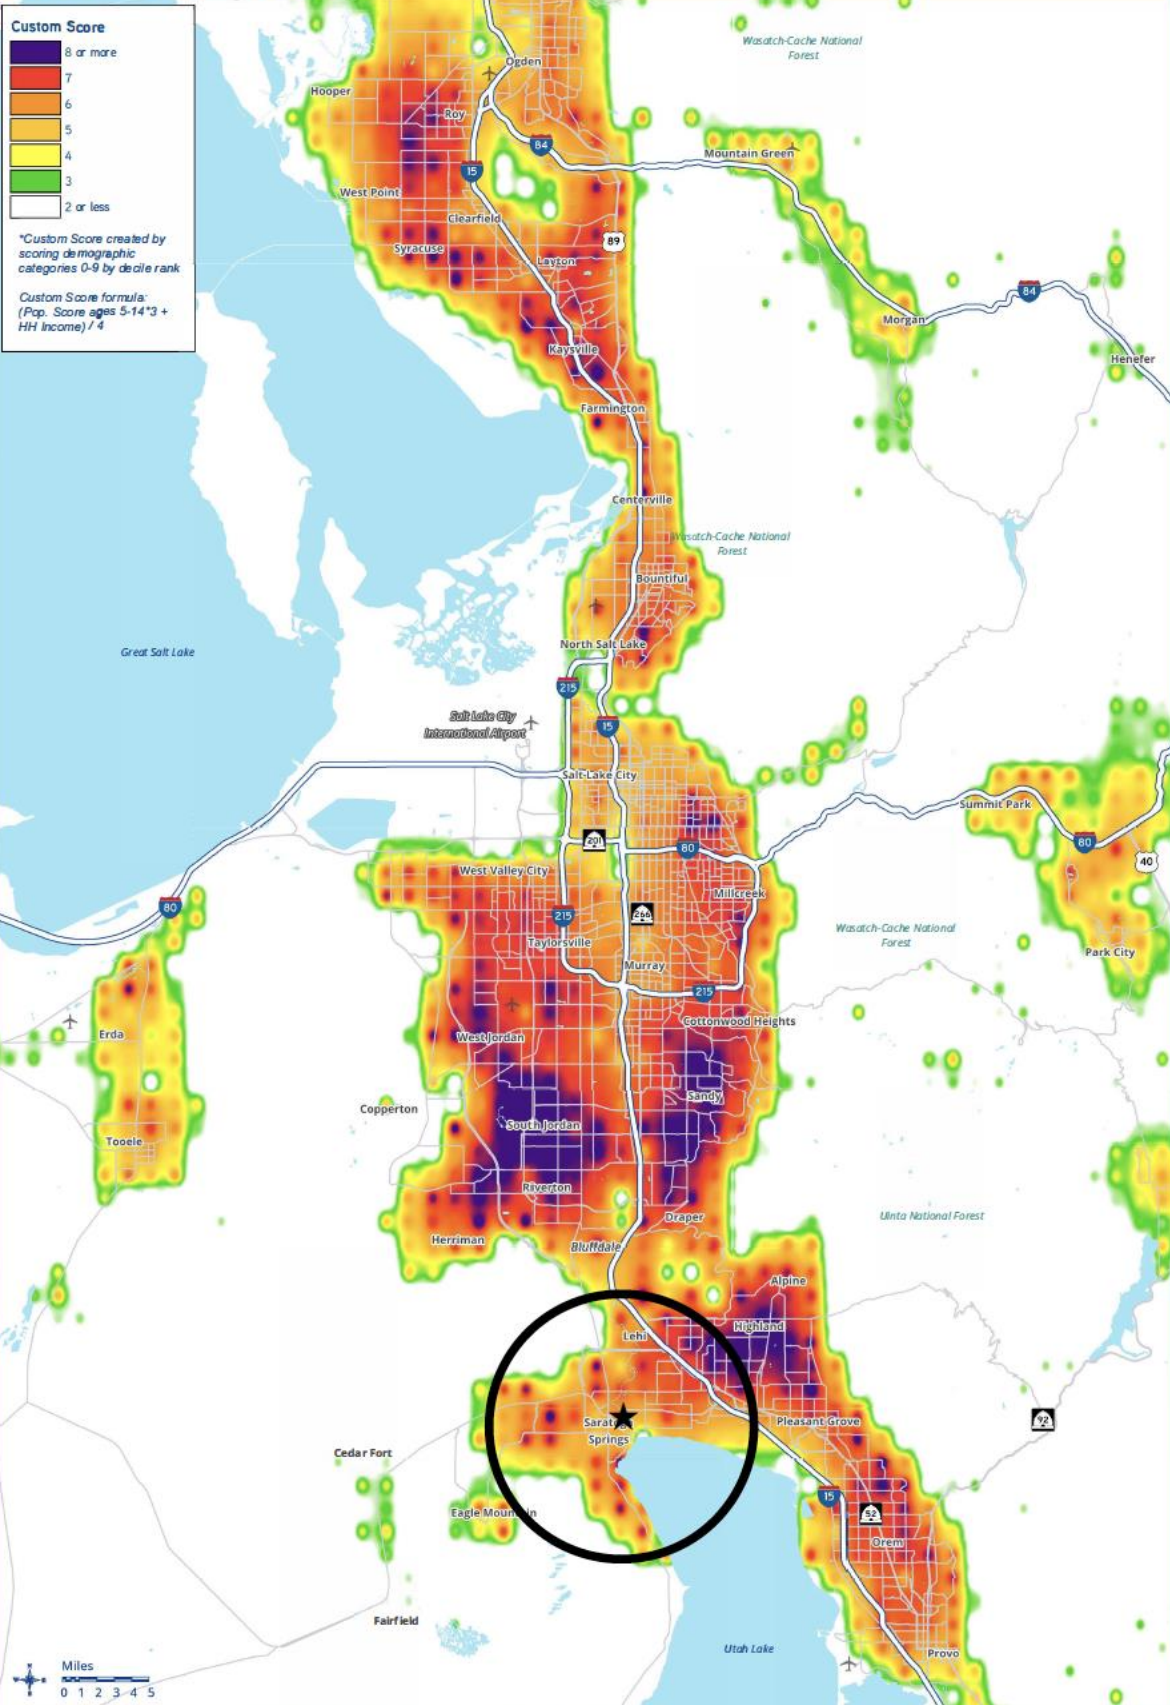 Custom Score
8 or more
7
6
5
4
3
2 or less
*Custom Score created by
scoring demographic
categories 0-9 by decile rank
Custom Score formula:
(Pop. Score ages 5-14*3 +
HH Income) / 4
Wasatch-Cache National
Forest
Ogden
Hooper
Roy
84
Mountain Green
15
West Point
Clearfield
89
Syracuse
Layton
84
Morgan
Kaysville
Henefer
Farmington
Centerville
Wasatch-Cache National
Forest
Bountiful
North Salt Lake
Great Salt Lake
215
Salt Lake City
International Airport
15
Salt Lake City
Summit Park
201
80
80
40
West Valley City
Millcreek
80
215
266
Wasatch-Cache National
Forest
Taylorsville
Park City
Murray
215
Cottonwood Heights
Erda
West Jordan
Sandy
Copperton
South Jordan
Tooele
Riverton
Draper
Uinta National Forest
Herriman
Bluffdale
Alpine
Highland
Lehi
92
Pleasant Grove
Springs
Cedar Fort
15
52
Eagle Mountain
Orem
Fairfield
Utah Lake
Provo
Miles
0 1 2 3 4 5